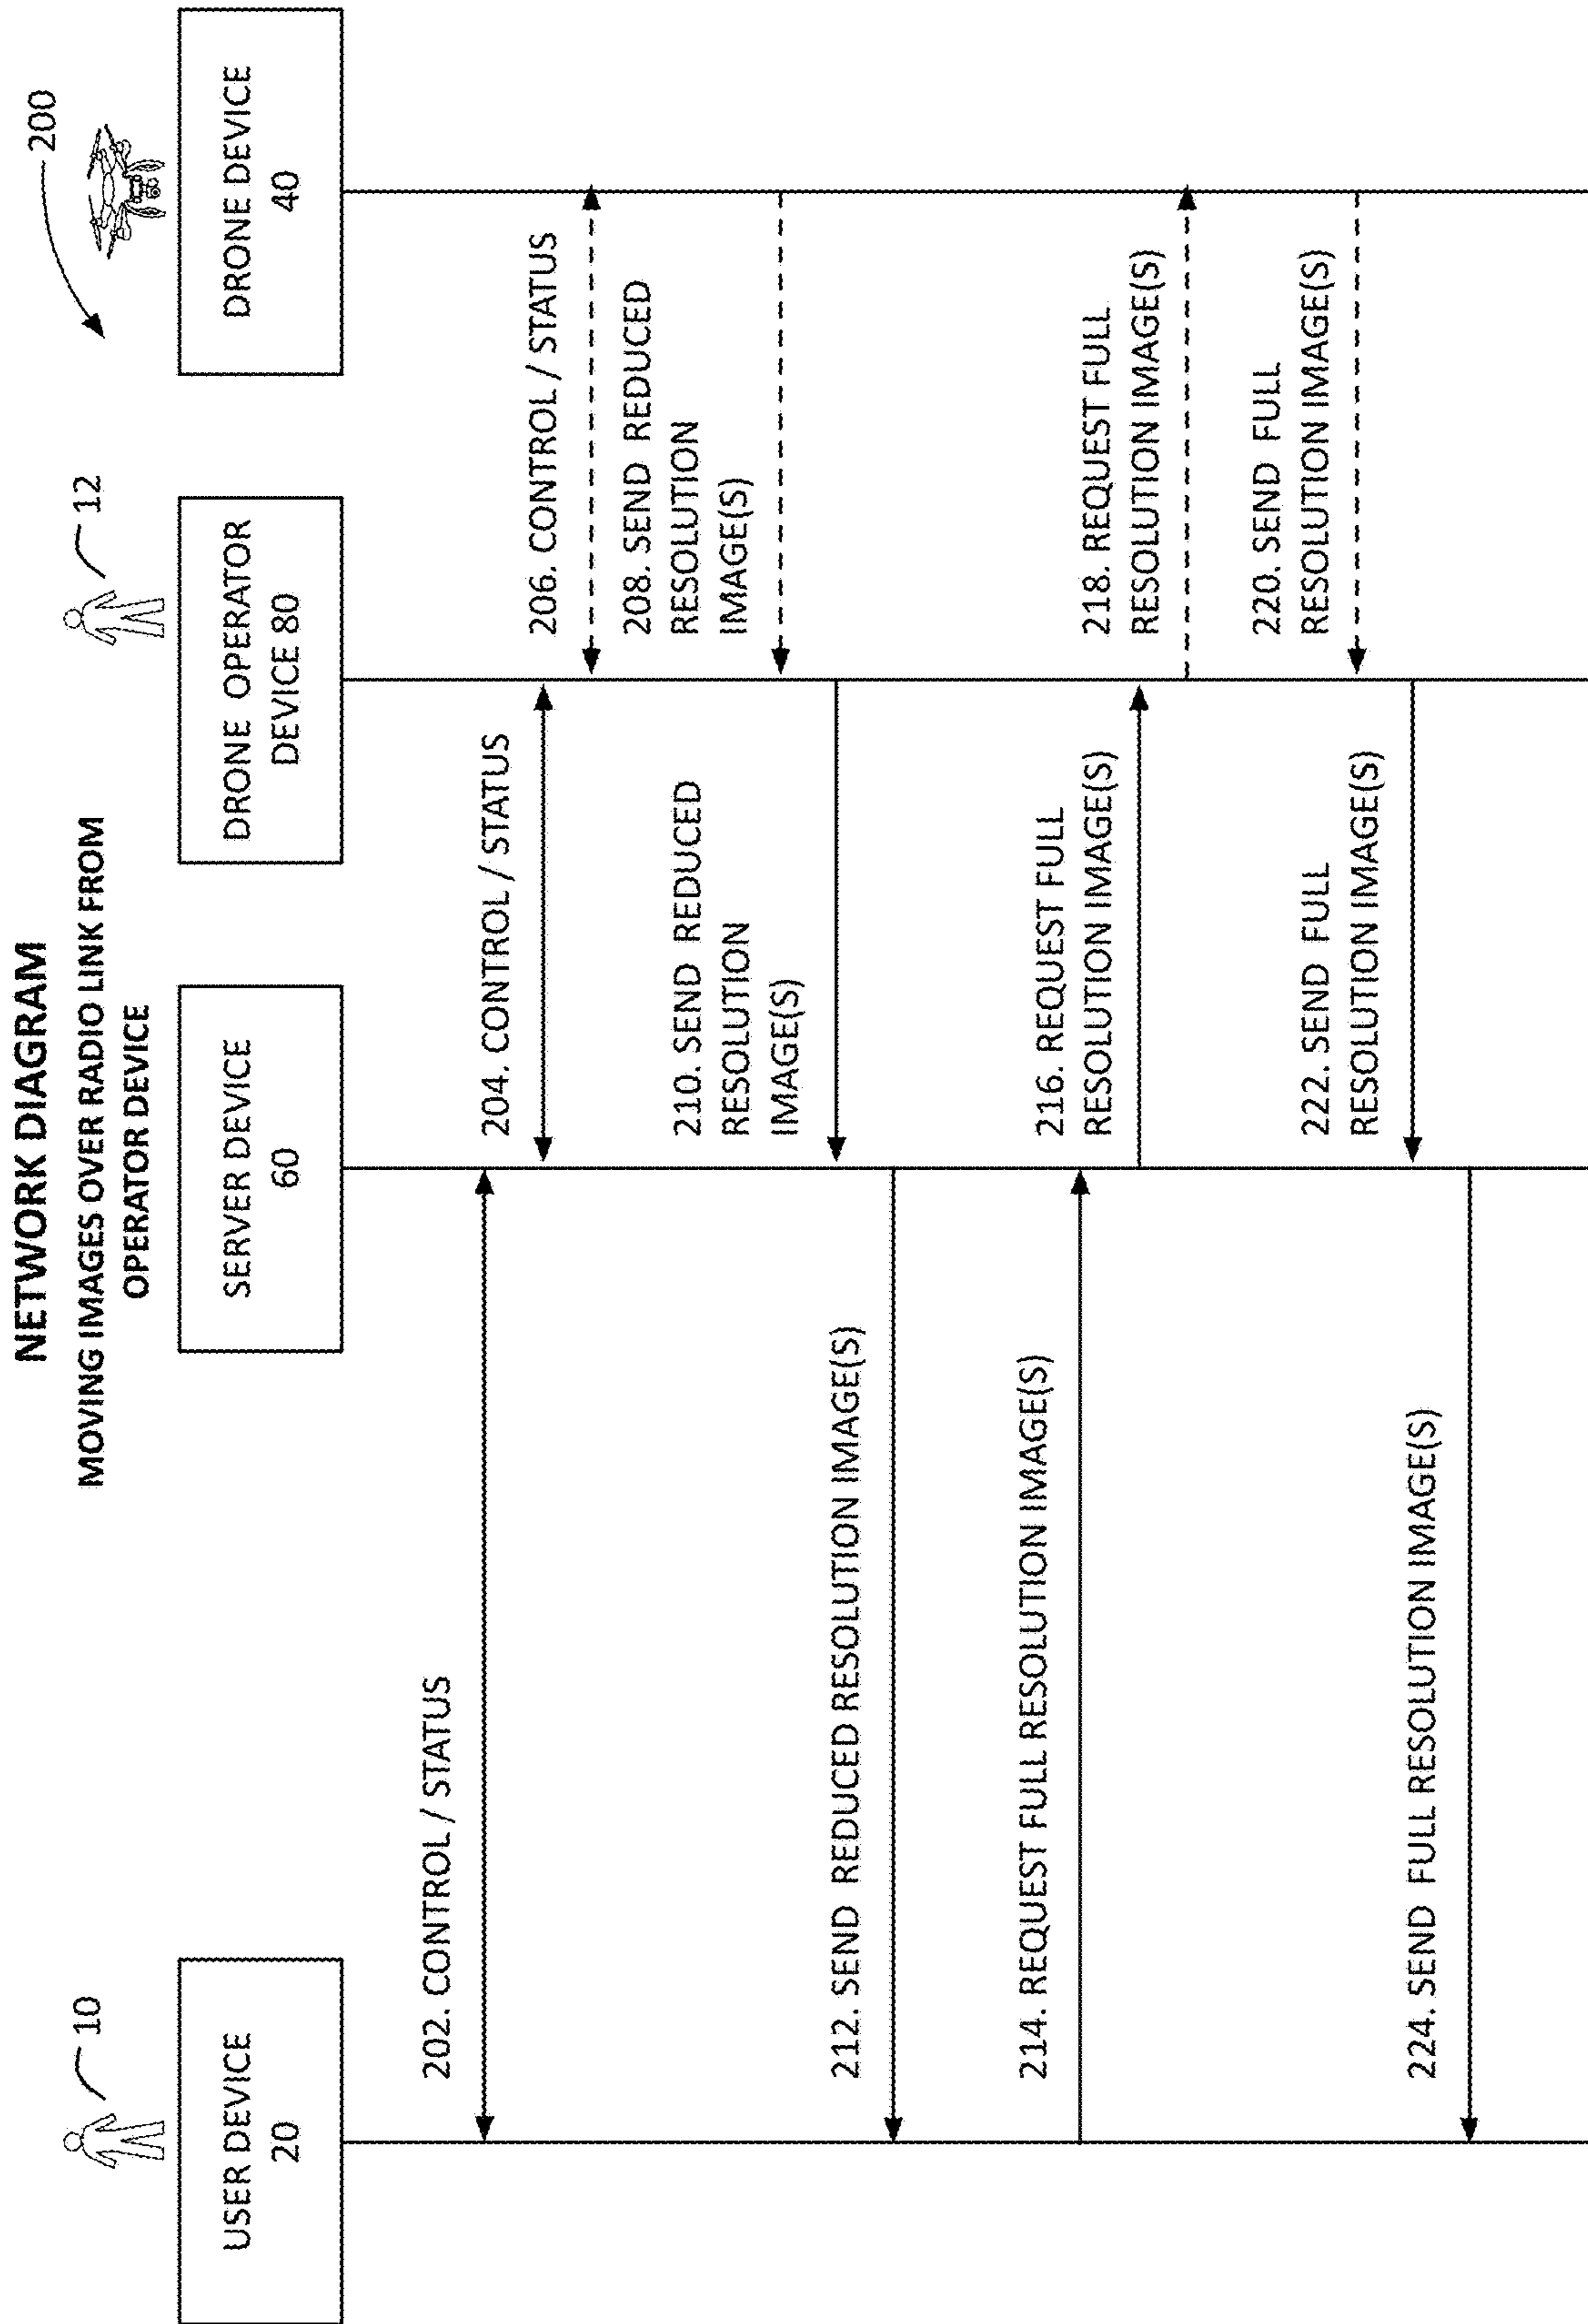 NETWORK DIAGRAM
MOVING IMAGES OVER RADIO LINK FROM
OPERATOR DEVICE
200
10
12
USER DEVICE
20
SERVER DEVICE
60
DRONE OPERATOR
DEVICE 80
DRONE DEVICE
40
202. CONTROL / STATUS
204. CONTROL / STATUS
206. CONTROL / STATUS
208. SEND REDUCED
RESOLUTION
IMAGE(S)
210. SEND REDUCED
RESOLUTION
IMAGE(S)
212. SEND REDUCED RESOLUTION IMAGE(S)
214. REQUEST FULL RESOLUTION IMAGE(S)
216. REQUEST FULL
RESOLUTION IMAGE(S)
218. REQUEST FULL
RESOLUTION IMAGE(S)
220. SEND FULL
RESOLUTION IMAGE(S)
222. SEND FULL
RESOLUTION IMAGE(S)
224. SEND FULL RESOLUTION IMAGE(S)